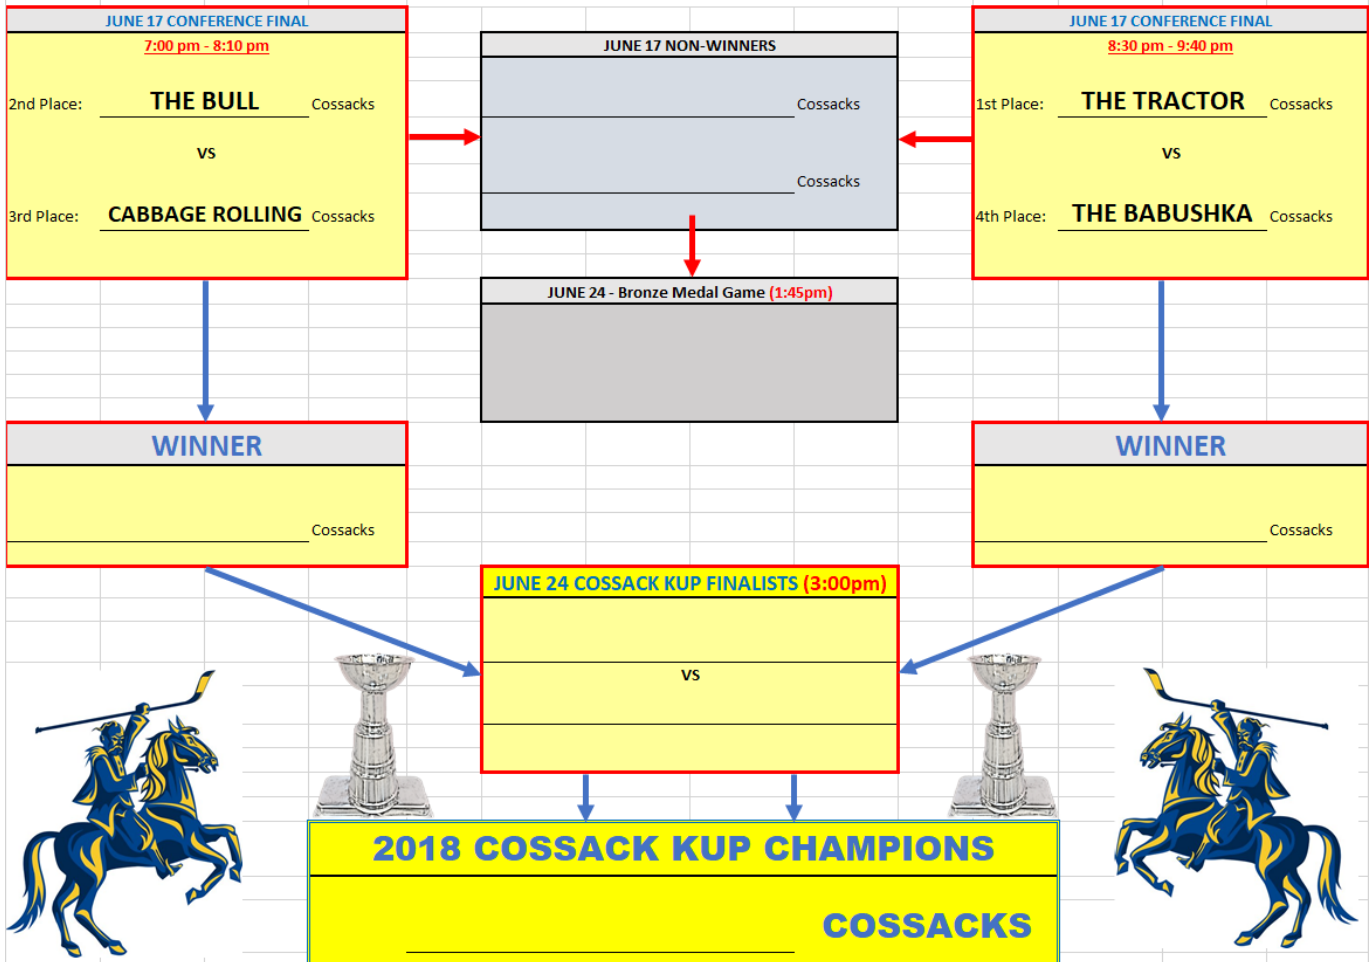 JUNE 17 CONFERENCE FINAL
7:00 pm - 8:10 pm
2nd Place: THE BULL Cossacks
VS
3rd Place: CABBAGE ROLLING Cossacks
JUNE 17 NON-WINNERS
Cossacks
Cossacks
JUNE 17 CONFERENCE FINAL
8:30 pm - 9:40 pm
1st Place: THE TRACTOR Cossacks
VS
4th Place: THE BABUSHKA Cossacks
JUNE 24 - Bronze Medal Game (1:45pm)
WINNER
Cossacks
WINNER
Cossacks
JUNE 24 COSSACK KUP FINALISTS (3:00pm)
VS
2018 COSSACK KUP CHAMPIONS
COSSACKS